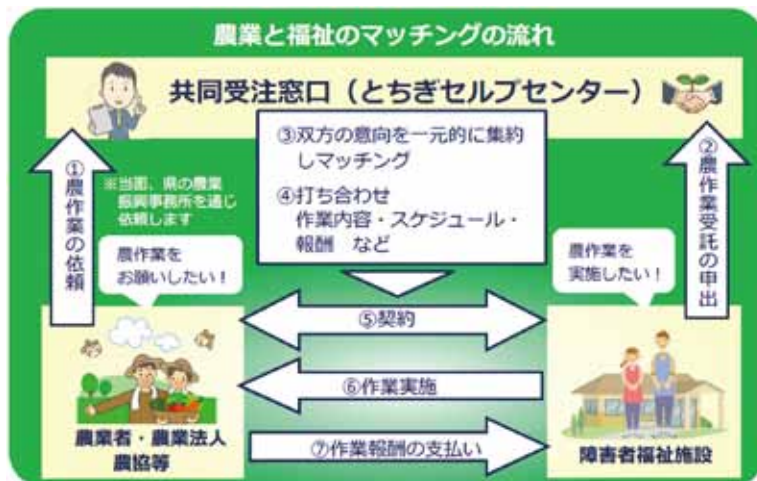 農業と福祉のマッチングの流れ
共同受注窓口（とちぎセルプセンター）
①農作業の依頼
※当面、県の農業
振興事務所を通じ
依頼します
③双方の意向を一元的に集約
しマッチング
④打ち合わせ
作業内容・スケジュール・
報酬　など
②農作業受託の申出
農作業を
お願いしたい！
農作業を
実施したい！
⑤契約
⑥作業実施
⑦作業報酬の支払い
農業者・農業法人
農協等
障害者福祉施設